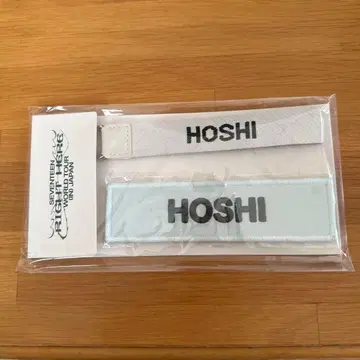 SEVENTEEN
RIGHT HERE
WORLD TOUR
[IN] JAPAN
HOSHI
HOSHI